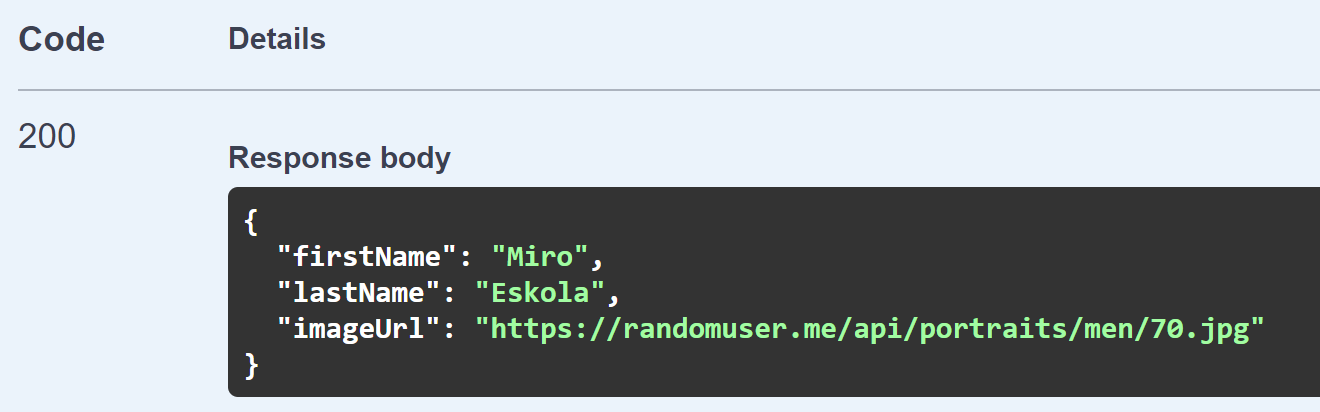 Code Details
200
Response body
{
  "firstName": "Miro",
  "lastName": "Eskola",
  "imageUrl": "https://randomuser.me/api/portraits/men/70.jpg"
}